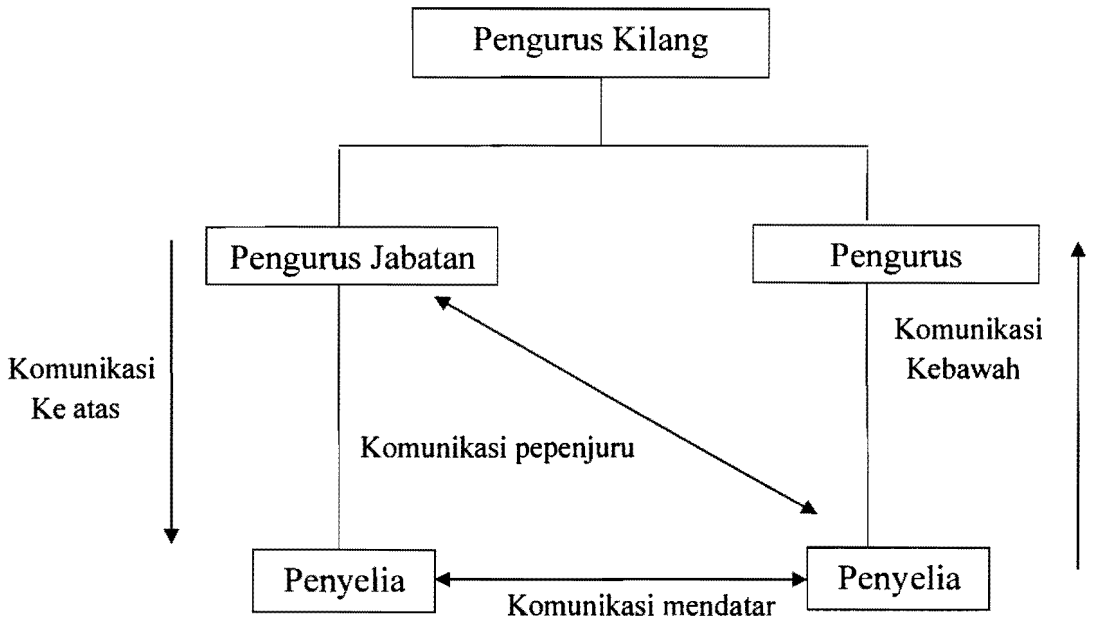 Pengurus Kilang
Pengurus Jabatan
Pengurus
Komunikasi
Ke atas
Komunikasi
Kebawah
Komunikasi pepenjuru
Penyelia
Penyelia
Komunikasi mendatar